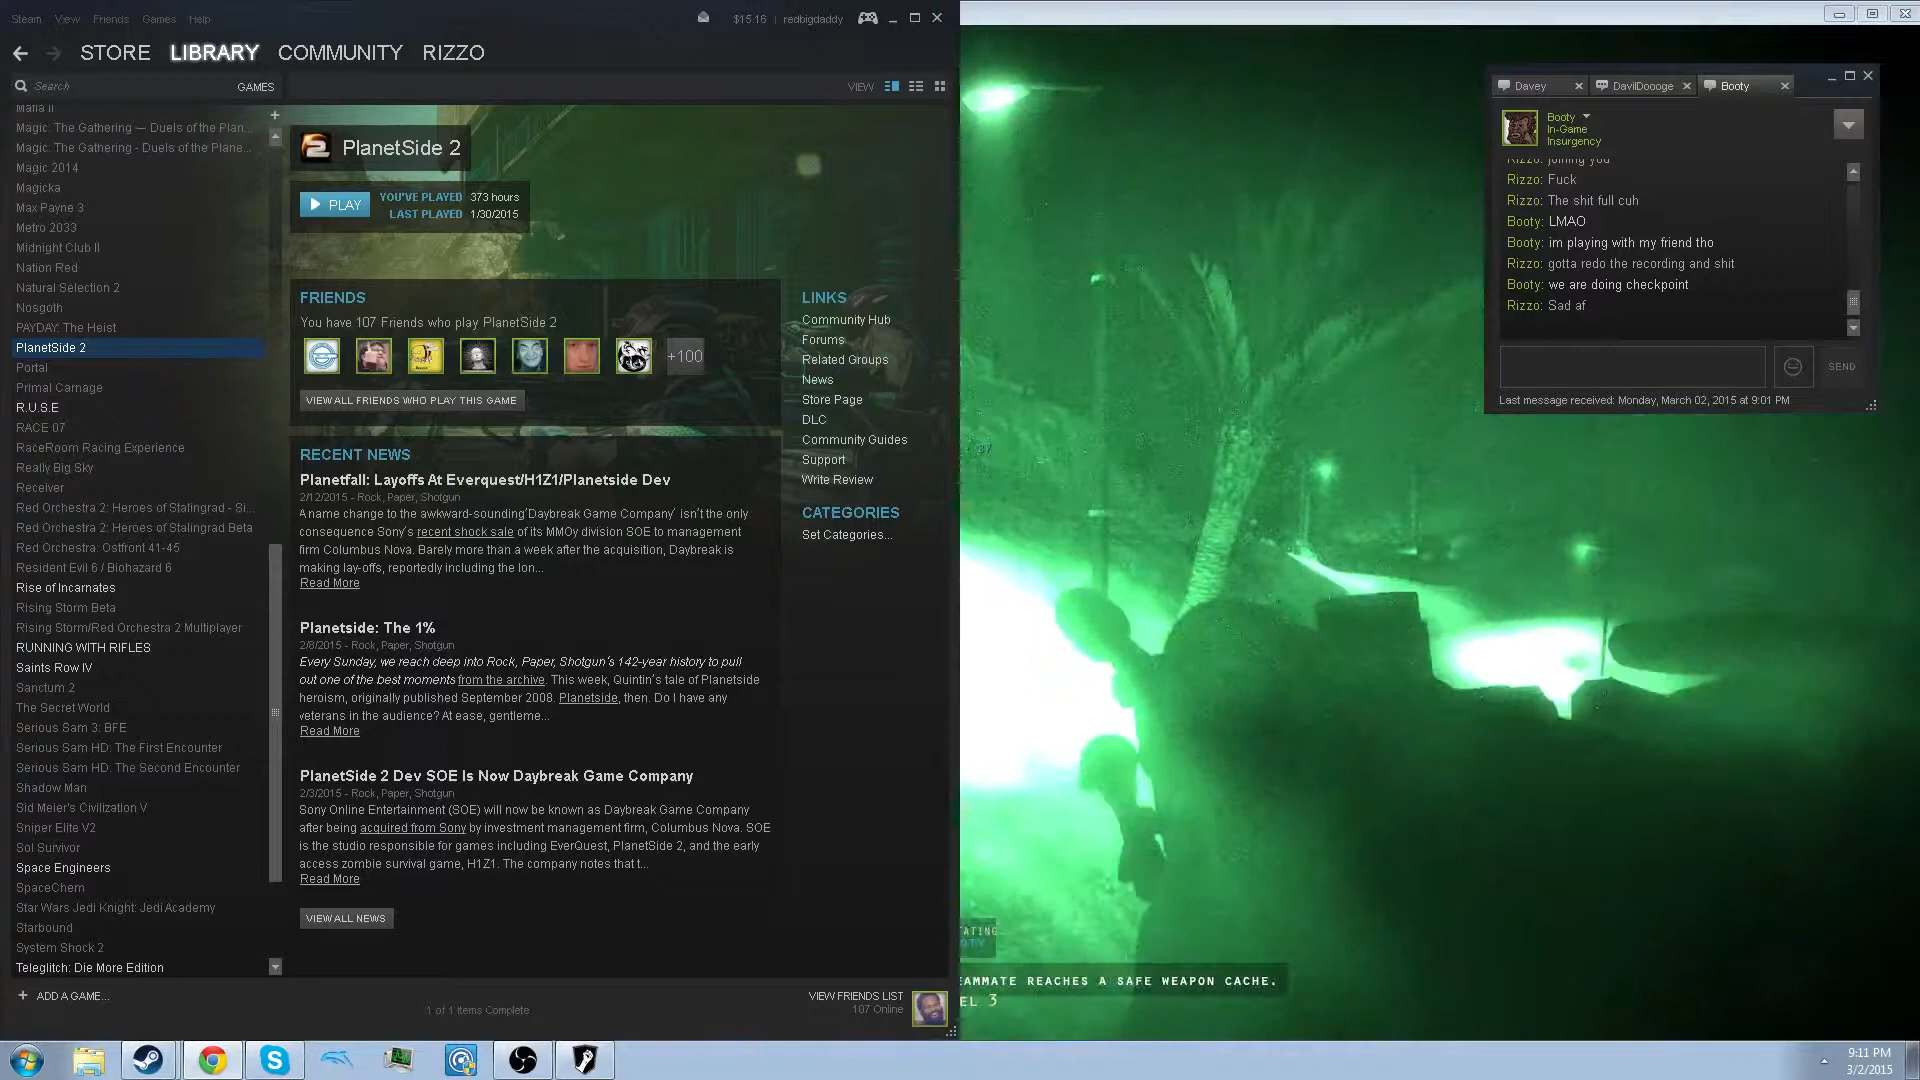 Steam View Friends Games Help
$15.16 | redbigdaddy
STORE LIBRARY COMMUNITY RIZZO
Search GAMES
VIEW
+
Mafia II
Magic: The Gathering — Duels of the Plan...
Magic: The Gathering - Duels of the Plane...
Magic 2014
Magicka
Max Payne 3
Metro 2033
Midnight Club II
Nation Red
Natural Selection 2
Nosgoth
PAYDAY: The Heist
PlanetSide 2
Portal
Primal Carnage
R.U.S.E
RACE 07
RaceRoom Racing Experience
Really Big Sky
Receiver
Red Orchestra 2: Heroes of Stalingrad - Si...
Red Orchestra 2: Heroes of Stalingrad Beta
Red Orchestra: Ostfront 41-45
Resident Evil 6 / Biohazard 6
Rise of Incarnates
Rising Storm Beta
Rising Storm/Red Orchestra 2 Multiplayer
RUNNING WITH RIFLES
Saints Row IV
Sanctum 2
The Secret World
Serious Sam 3: BFE
Serious Sam HD: The First Encounter
Serious Sam HD: The Second Encounter
Shadow Man
Sid Meier's Civilization V
Sniper Elite V2
Sol Survivor
Space Engineers
SpaceChem
Star Wars Jedi Knight: Jedi Academy
Starbound
System Shock 2
Teleglitch: Die More Edition
+ ADD A GAME...
PlanetSide 2
PLAY
YOU'VE PLAYED 373 hours
LAST PLAYED 1/30/2015
FRIENDS
You have 107 Friends who play PlanetSide 2
+100
VIEW ALL FRIENDS WHO PLAY THIS GAME
RECENT NEWS
Planetfall: Layoffs At Everquest/H1Z1/Planetside Dev
2/12/2015 - Rock, Paper, Shotgun
A name change to the awkward-sounding'Daybreak Game Company' isn't the only
consequence Sony's recent shock sale of its MMOy division SOE to management
firm Columbus Nova. Barely more than a week after the acquisition, Daybreak is
making lay-offs, reportedly including the lon...
Read More
Planetside: The 1%
2/8/2015 - Rock, Paper, Shotgun
Every Sunday, we reach deep into Rock, Paper, Shotgun's 142-year history to pull
out one of the best moments from the archive. This week, Quintin's tale of Planetside
heroism, originally published September 2008. Planetside, then. Do I have any
veterans in the audience? At ease, gentleme...
Read More
PlanetSide 2 Dev SOE Is Now Daybreak Game Company
2/3/2015 - Rock, Paper, Shotgun
Sony Online Entertainment (SOE) will now be known as Daybreak Game Company
after being acquired from Sony by investment management firm, Columbus Nova. SOE
is the studio responsible for games including EverQuest, PlanetSide 2, and the early
access zombie survival game, H1Z1. The company notes that t...
Read More
VIEW ALL NEWS
LINKS
Community Hub
Forums
Related Groups
News
Store Page
DLC
Community Guides
Support
Write Review
CATEGORIES
Set Categories...
1 of 1 Items Complete
VIEW FRIENDS LIST
107 Online
Davey DavilDoooge Booty
Booty
In-Game
Insurgency
Rizzo: joining you
Rizzo: Fuck
Rizzo: The shit full cuh
Booty: LMAO
Booty: im playing with my friend tho
Rizzo: gotta redo the recording and shit
Booty: we are doing checkpoint
Rizzo: Sad af
SEND
Last message received: Monday, March 02, 2015 at 9:01 PM
37
TATING
EAMMATE REACHES A SAFE WEAPON CACHE.
EL 3
9:11 PM
3/2/2015